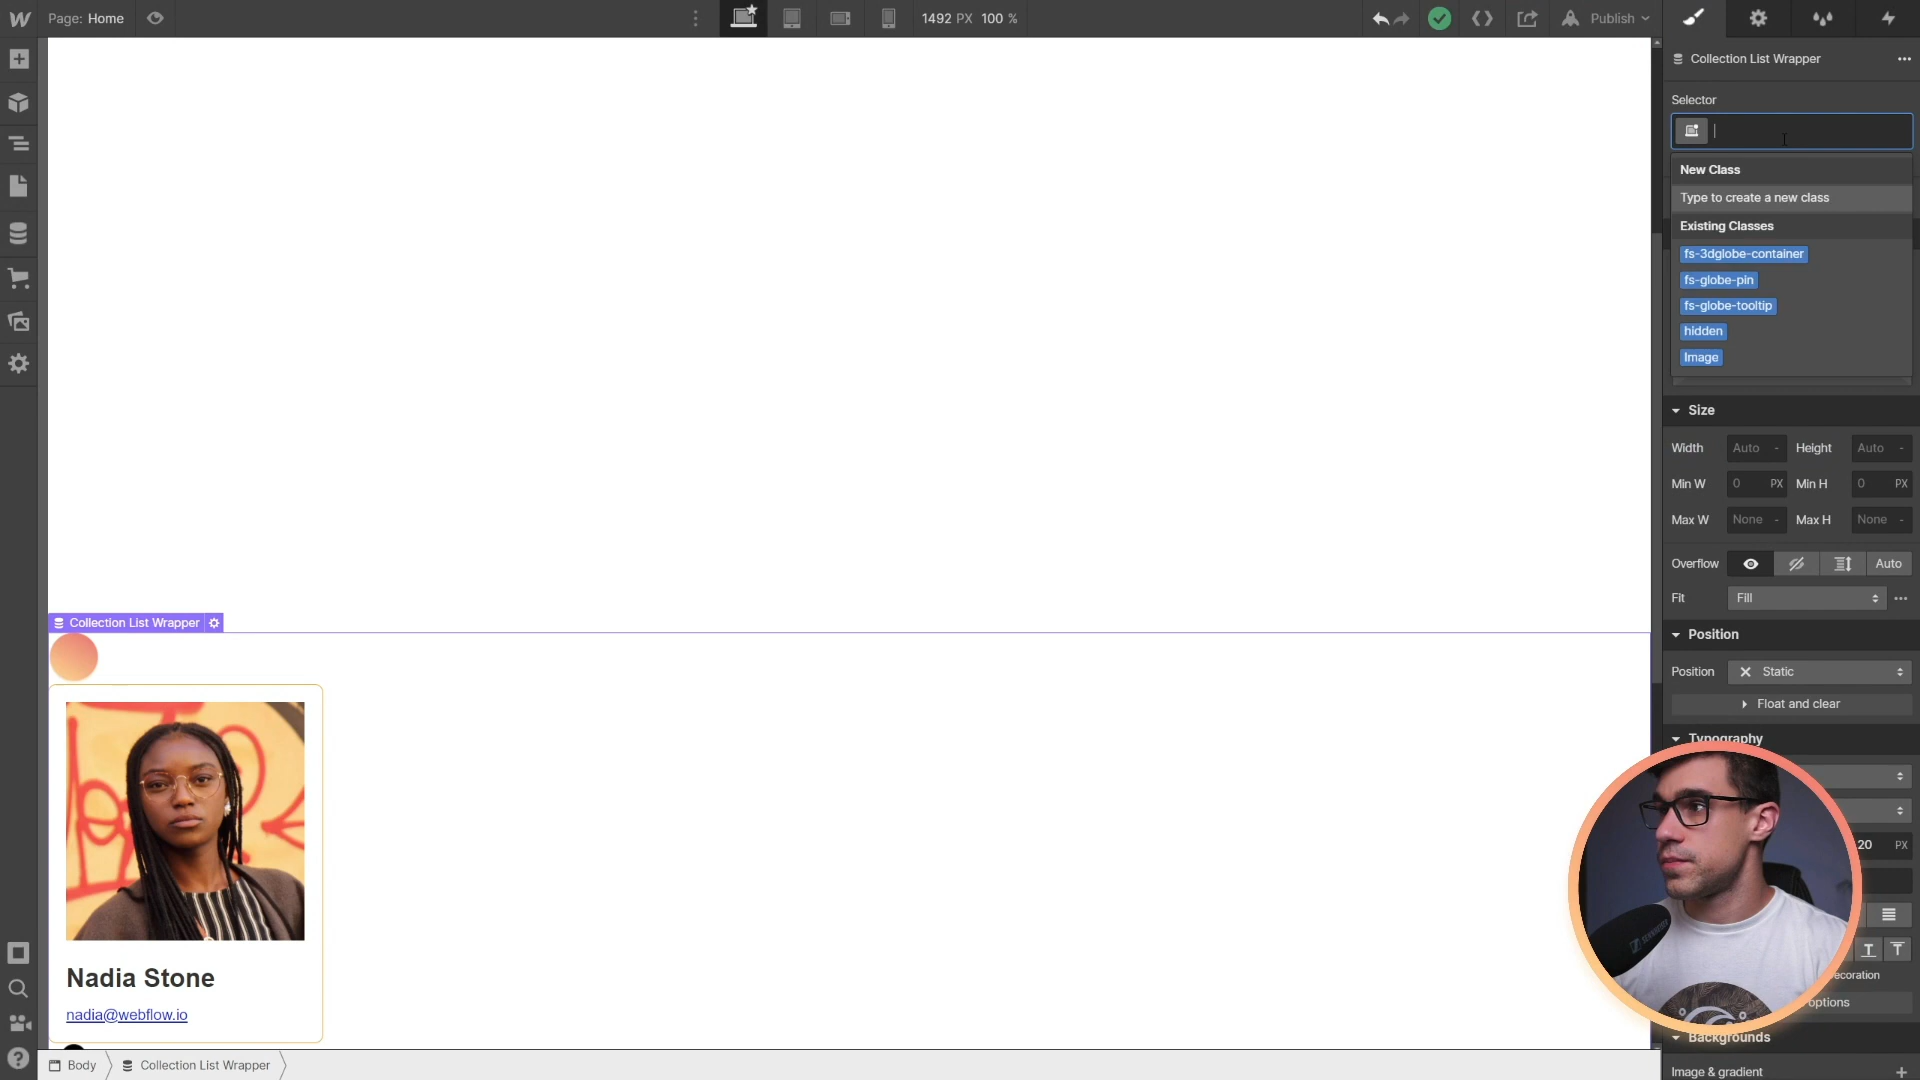 Page: Home
1492 PX 100 %
Publish
Collection List Wrapper
Selector
New Class
Type to create a new class
Existing Classes
fs-3dglobe-container
fs-globe-pin
fs-globe-tooltip
hidden
Image
Size
Width Auto - Height Auto -
Min W 0 PX Min H 0 PX
Max W None - Max H None -
Overflow Auto
Fit Fill
Position
Position Static
Float and clear
Typography
20 PX
ecoration
options
Backgrounds
Image & gradient
Collection List Wrapper
Nadia Stone
nadia@webflow.io
Body Collection List Wrapper